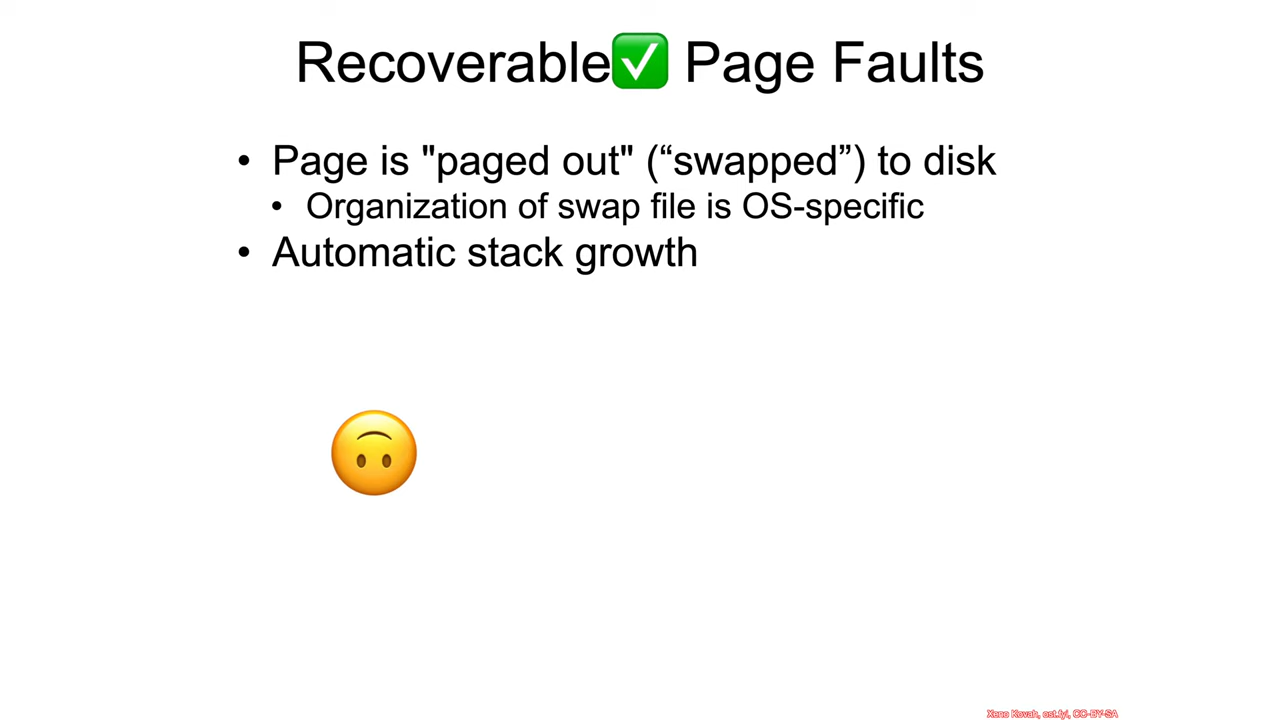 Recoverable✅ Page Faults
• Page is "paged out" (“swapped”) to disk
• Organization of swap file is OS-specific
• Automatic stack growth
Xeno Kovah, ost.fyi, CC-BY-SA